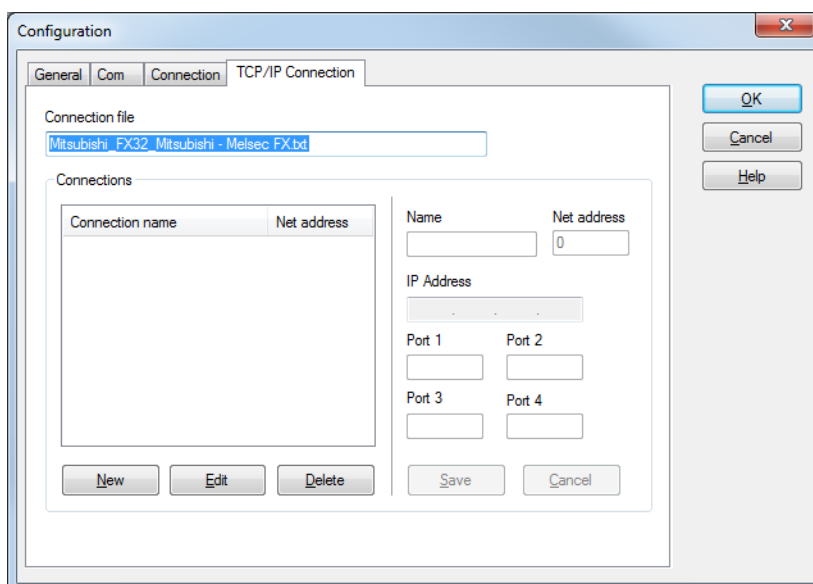 Configuration
General Com Connection TCP/IP Connection
Connection file
Mitsubishi_FX32_Mitsubishi - Melsec FX.txt
Connections
Connection name Net address
Name Net address
0
IP Address
. . .
Port 1 Port 2
Port 3 Port 4
New Edit Delete
Save Cancel
OK
Cancel
Help